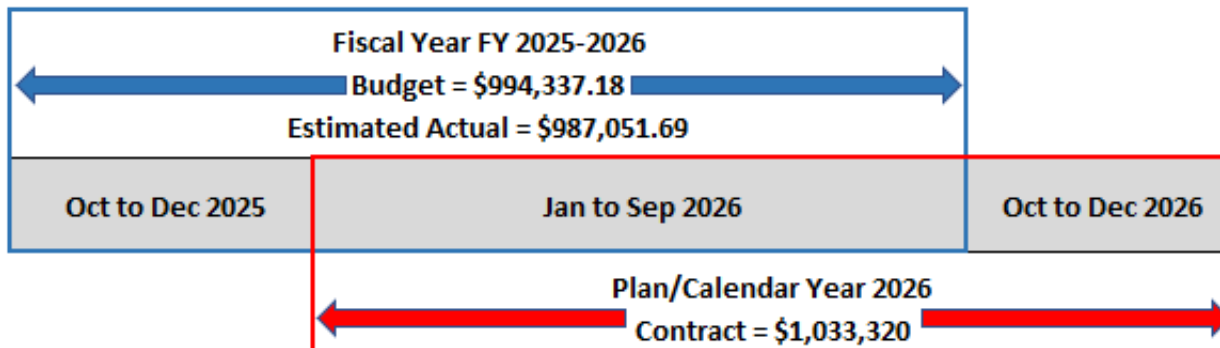 Fiscal Year FY 2025-2026
Budget = $994,337.18
Estimated Actual = $987,051.69
Oct to Dec 2025
Jan to Sep 2026
Oct to Dec 2026
Plan/Calendar Year 2026
Contract = $1,033,320